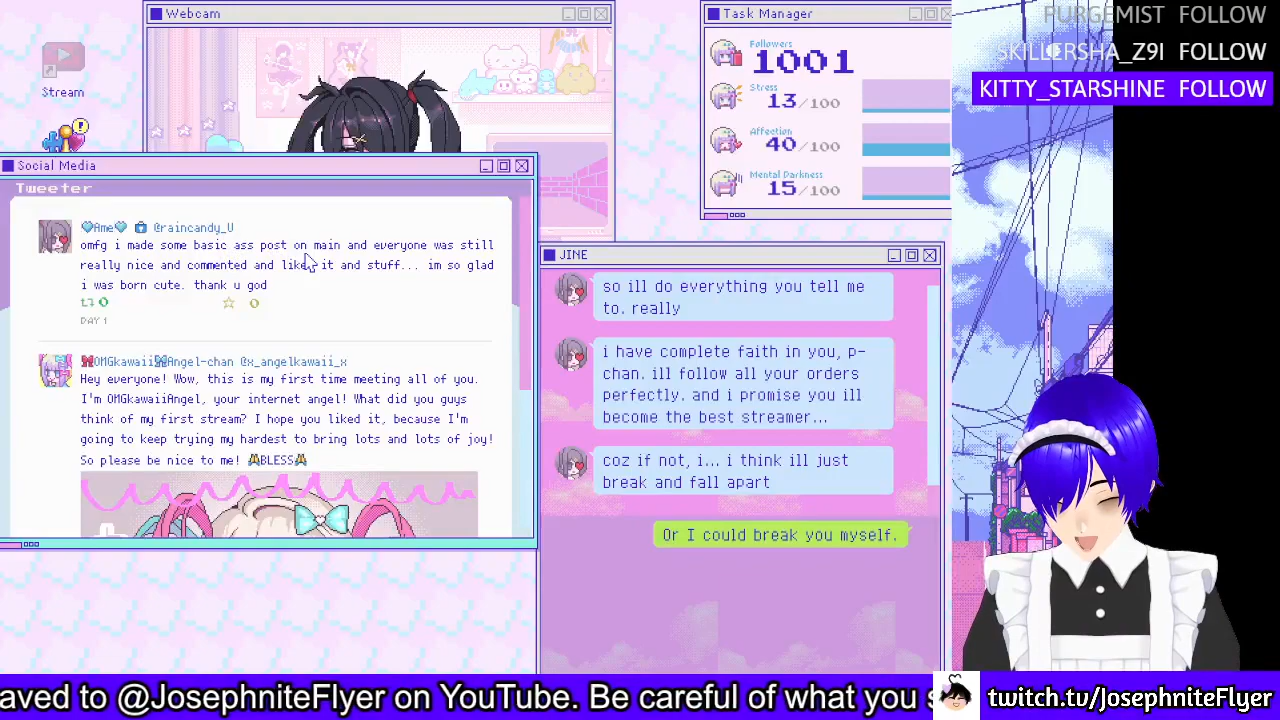 Webcam
Task Manager
Followers
1001
Stress
13/100
Affection
40/100
Mental Darkness
15/100
Stream
PURGEMIST FOLLOW
SKILLERSHA_Z9I FOLLOW
KITTY_STARSHINE FOLLOW
Social Media
Tweeter
Ame @raincandy_U
omfg i made some basic ass post on main and everyone was still
really nice and commented and liked it and stuff... im so glad
i was born cute. thank u god
0
0
DAY 1
OMGkawaii Angel-chan @x_angelkawaii_x
Hey everyone! Wow, this is my first time meeting all of you.
I'm OMGkawaiiAngel, your internet angel! What did you guys
think of my first stream? I hope you liked it, because I'm
going to keep trying my hardest to bring lots and lots of joy!
So please be nice to me! 🙏BLESS🙏
JINE
so ill do everything you tell me
to. really
i have complete faith in you, p-
chan. ill follow all your orders
perfectly. and i promise you ill
become the best streamer...
coz if not, i... i think ill just
break and fall apart
Or I could break you myself.
aved to @JosephniteFlyer on YouTube. Be careful of what you s
twitch.tv/JosephniteFlyer